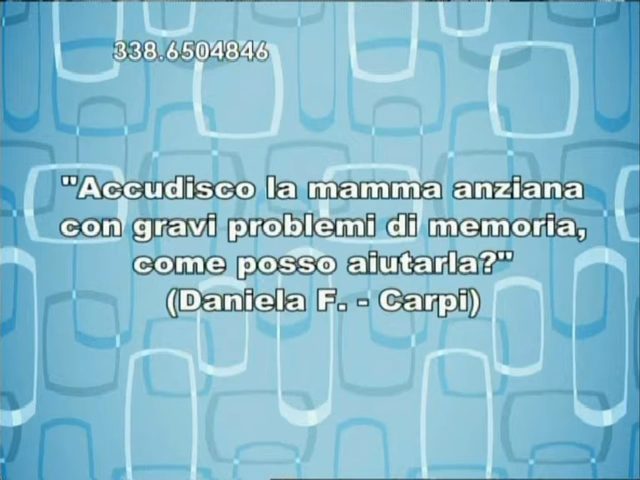 338.6504846
"Accudisco la mamma anziana
con gravi problemi di memoria,
come posso aiutarla?"
(Daniela F. - Carpi)